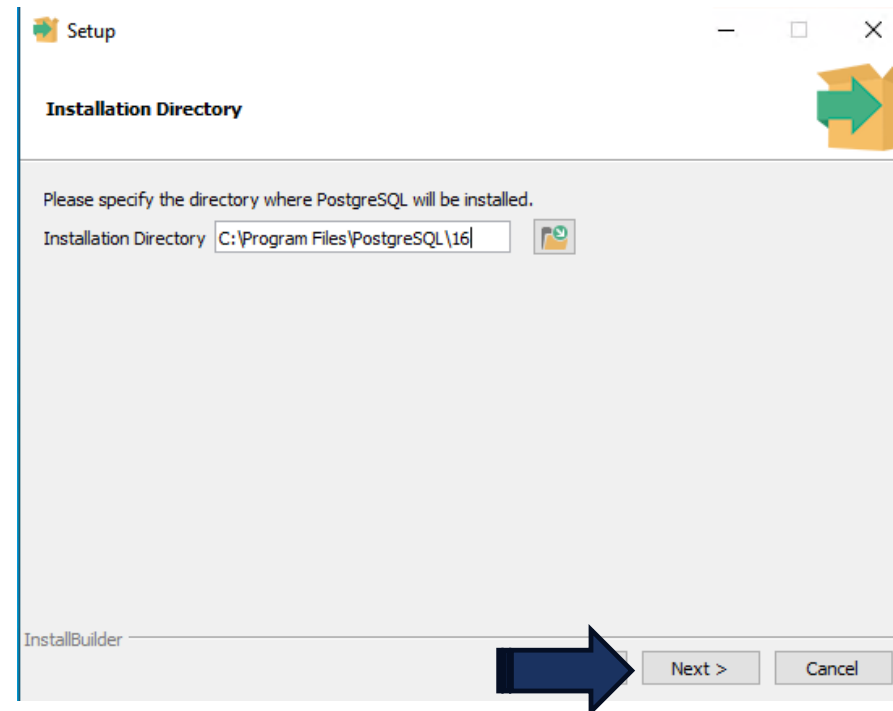 Setup
Installation Directory
Please specify the directory where PostgreSQL will be installed.
Installation Directory C:\Program Files\PostgreSQL\16
InstallBuilder
Next > Cancel